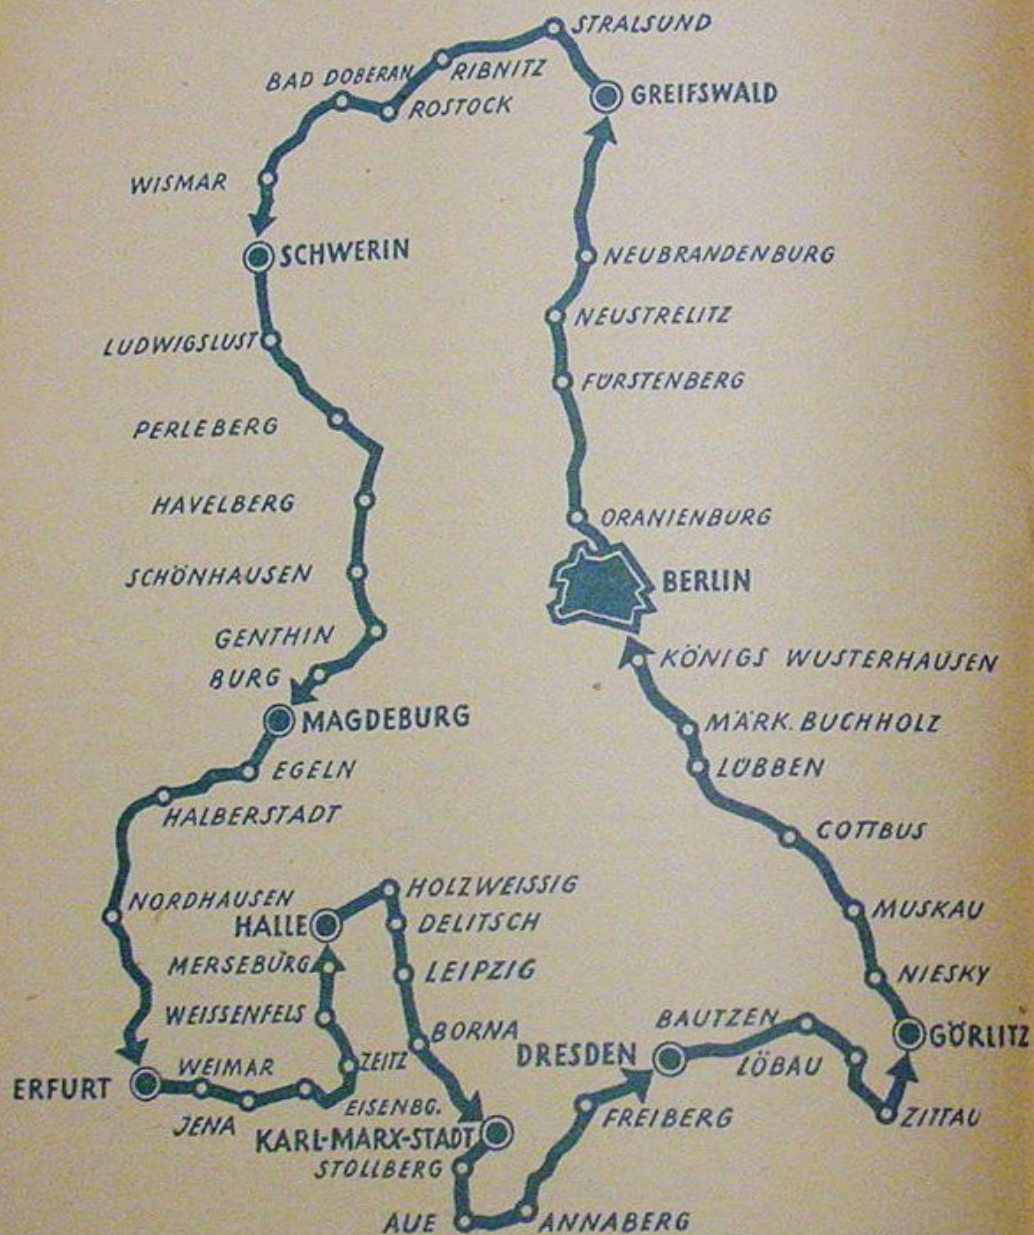 STRALSUND
BAD DOBERAN
RIBNITZ
GREIFSWALD
ROSTOCK
WISMAR
SCHWERIN
NEUBRANDENBURG
NEUSTRELITZ
LUDWIGSLUST
FÜRSTENBERG
PERLEBERG
HAVELBERG
ORANIENBURG
SCHÖNHAUSEN
BERLIN
GENTHIN
KÖNIGS WUSTERHAUSEN
BURG
MAGDEBURG
MÄRK. BUCHHOLZ
EGELN
LÜBBEN
HALBERSTADT
COTTBUS
HOLZWEISSIG
NORDHAUSEN
MUSKAU
HALLE
DELITSCH
MERSEBURG
LEIPZIG
NIESKY
WEISSENFELS
BAUTZEN
BORNA
GÖRLITZ
DRESDEN
ZEITZ
WEIMAR
LÖBAU
ERFURT
EISENBG.
FREIBERG
ZITTAU
JENA
KARL-MARX-STADT
STOLLBERG
AUE
ANNABERG